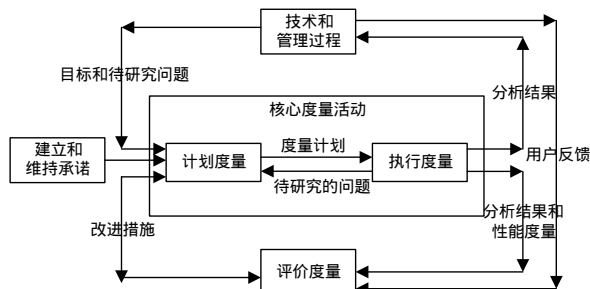 技术和
管理过程
目标和待研究问题
分析结果
核心度量活动
建立和
维持承诺
计划度量
度量计划
执行度量
用户反馈
待研究的问题
分析结果和
性能度量
改进措施
评价度量